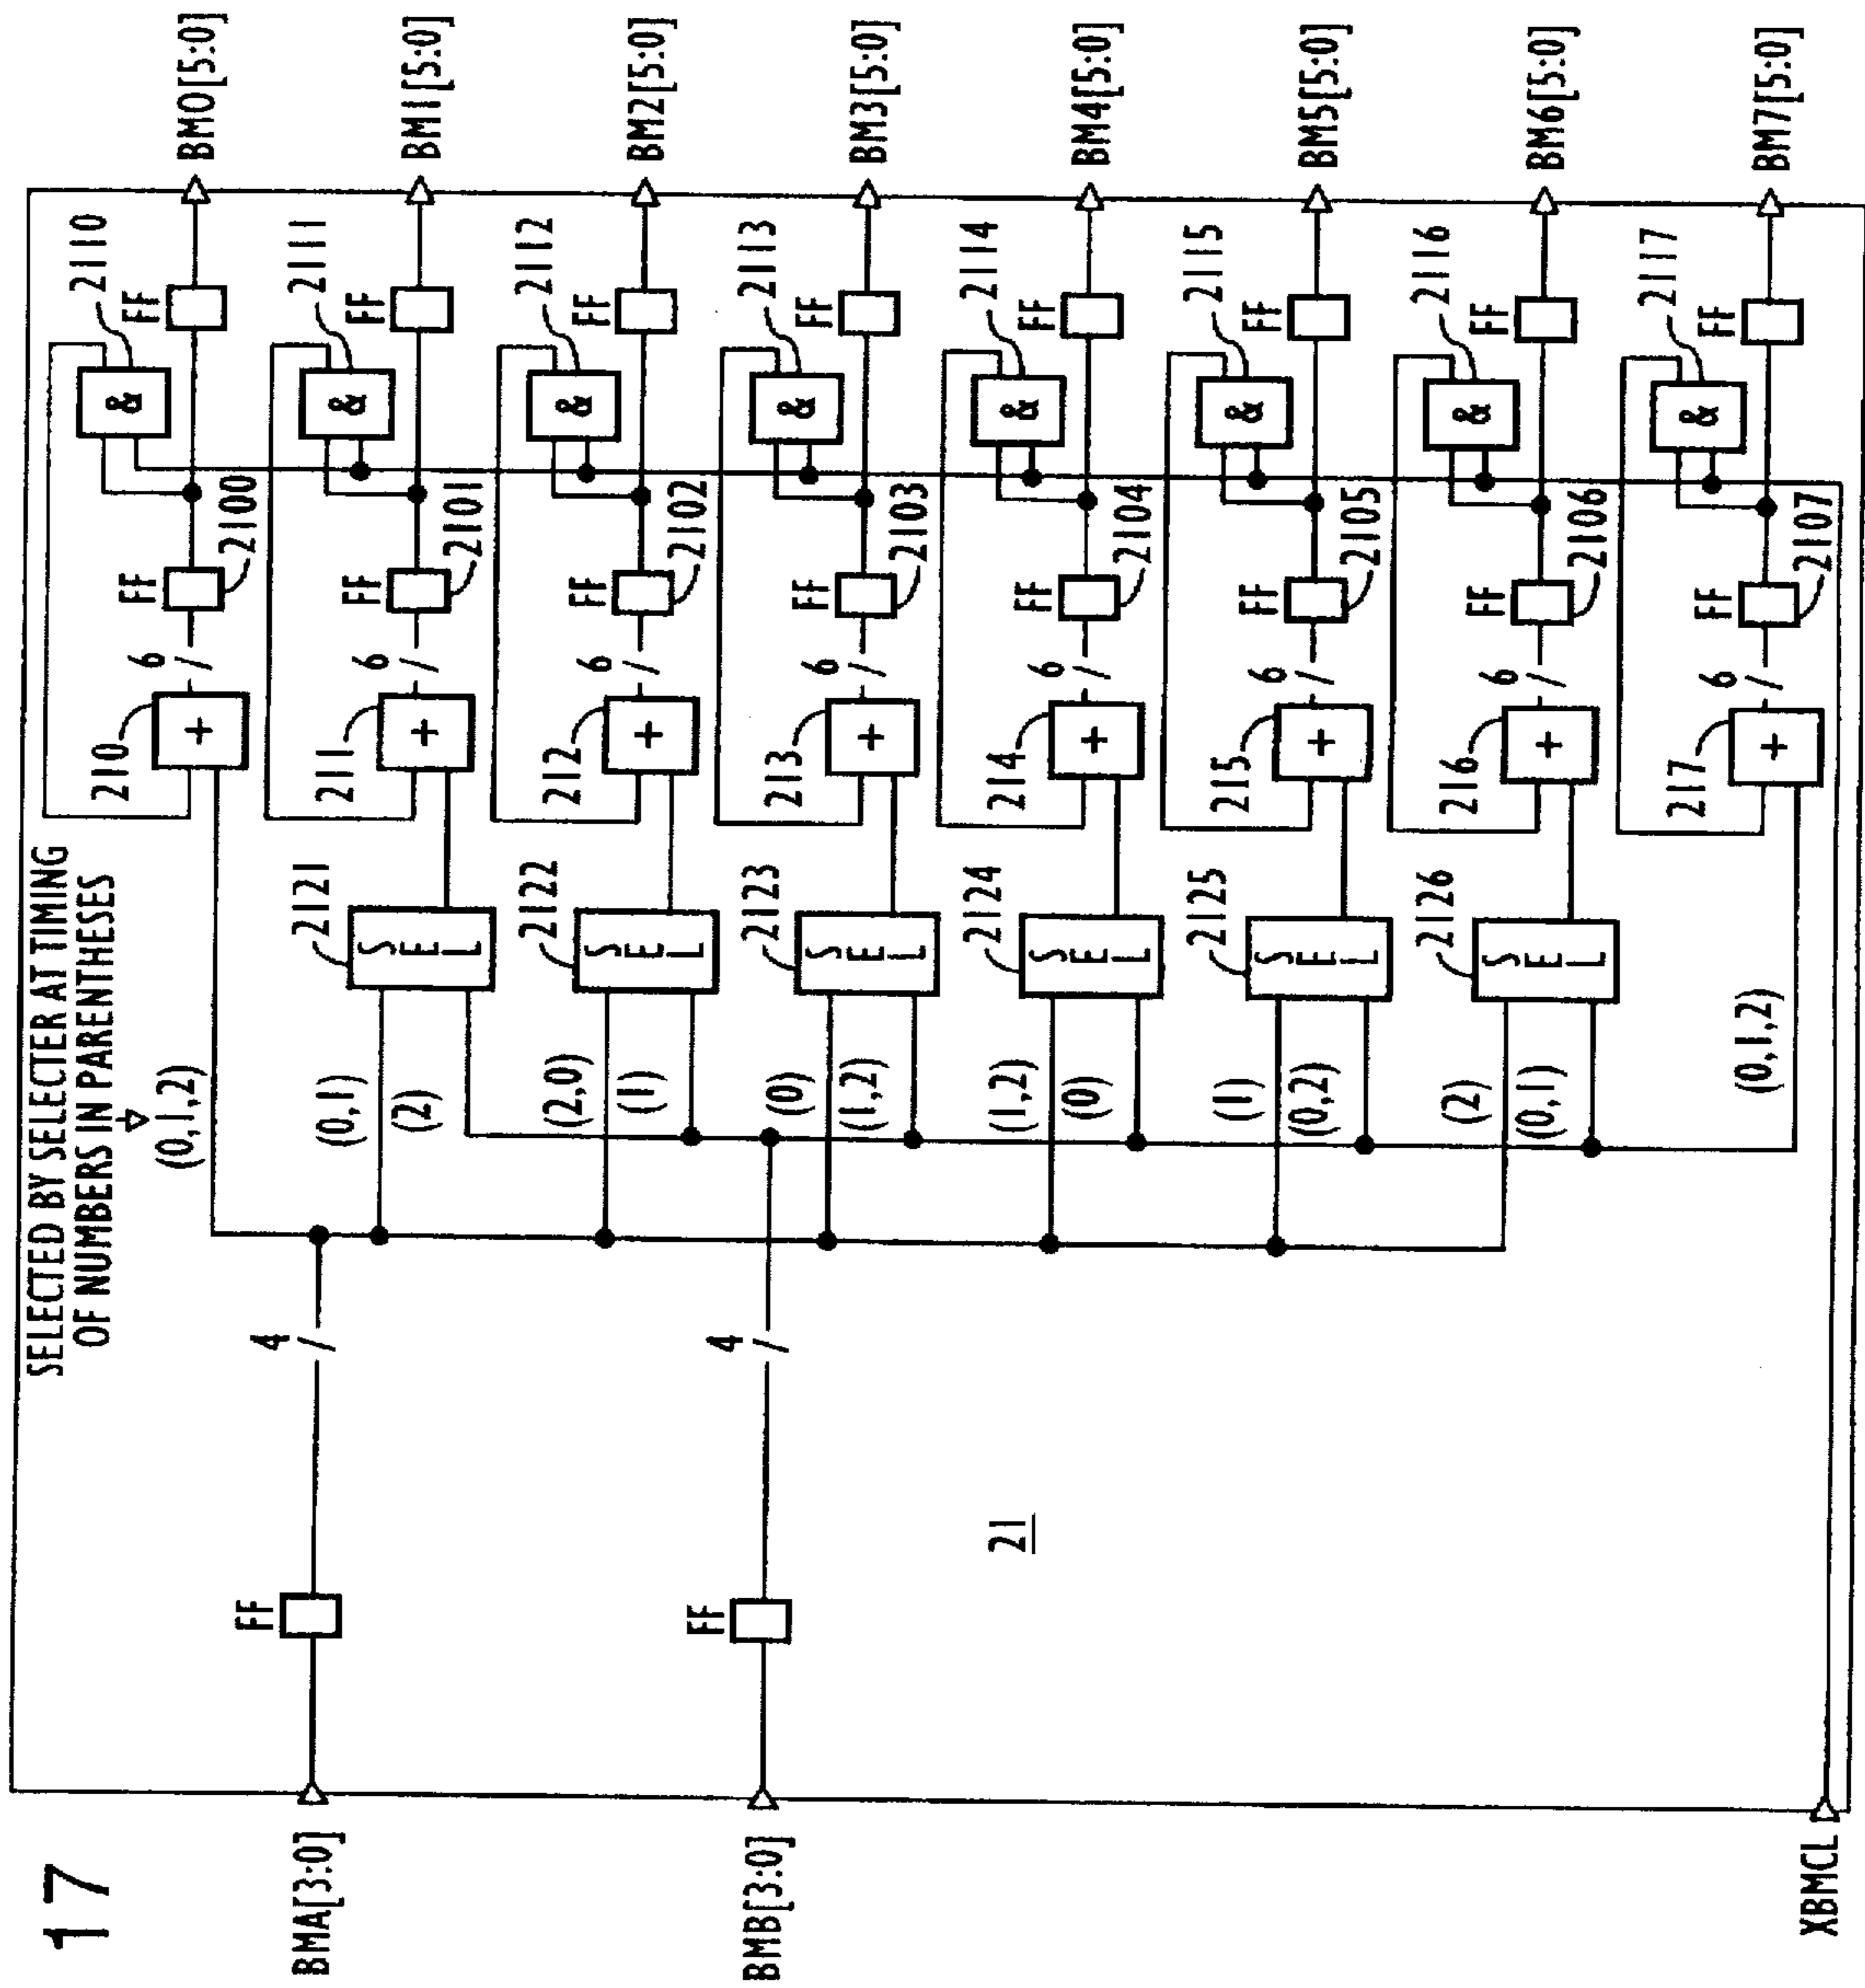 17
SELECTED BY SELECTER AT TIMING
OF NUMBERS IN PARENTHESES
BMA[3:0]
BMB[3:0]
XBMCL
FF
4
FF
4
21
(0,1,2)
210
+
6
FF
2100
&
2110
FF
BM0[5:0]
(0,1)
(2)
2121
SEL
211
+
6
FF
2101
&
2111
FF
BM1[5:0]
(2,0)
(1)
2122
SEL
212
+
6
FF
2102
&
2112
FF
BM2[5:0]
(0)
(1,2)
2123
SEL
213
+
6
FF
2103
&
2113
FF
BM3[5:0]
(1,2)
(0)
2124
SEL
214
+
6
FF
2104
&
2114
FF
BM4[5:0]
(1)
(0,2)
2125
SEL
215
+
6
FF
2105
&
2115
FF
BM5[5:0]
(2)
(0,1)
2126
SEL
216
+
6
FF
2106
&
2116
FF
BM6[5:0]
(0,1,2)
217
+
6
FF
2107
&
2117
FF
BM7[5:0]